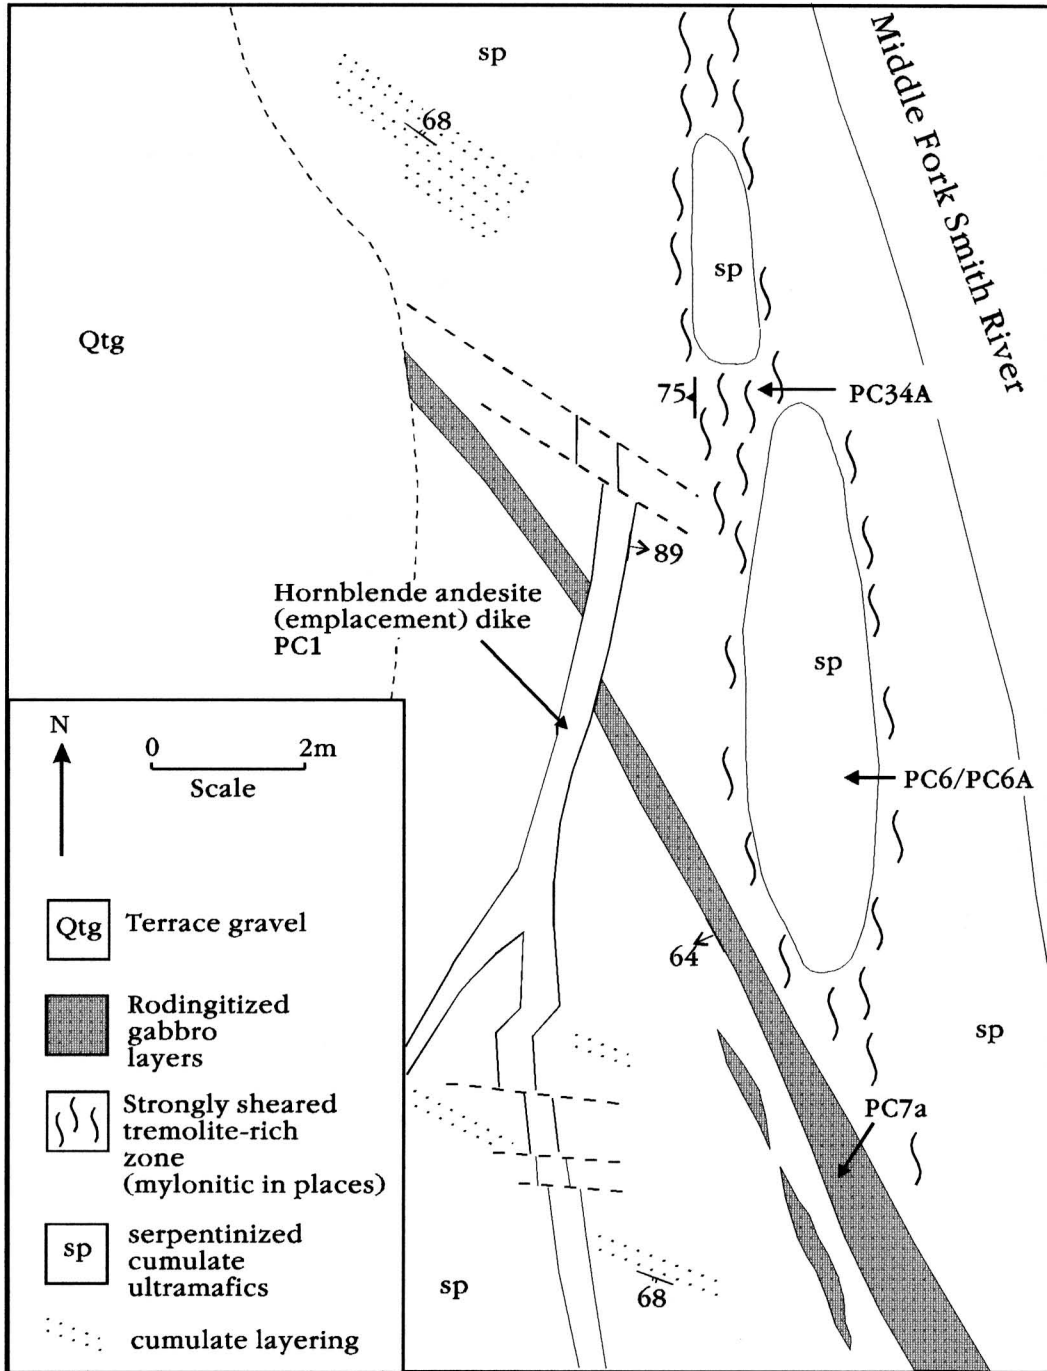 sp
68
Middle Fork Smith River
sp
Qtg
75
PC34A
89
Hornblende andesite
(emplacement) dike
PC1
sp
N
0 2m
Scale
PC6/PC6A
64
Qtg Terrace gravel
Rodingitized
gabbro
layers
sp
PC7a
Strongly sheared
tremolite-rich
zone
(mylonitic in places)
sp serpentinized
cumulate
ultramafics
sp
68
cumulate layering